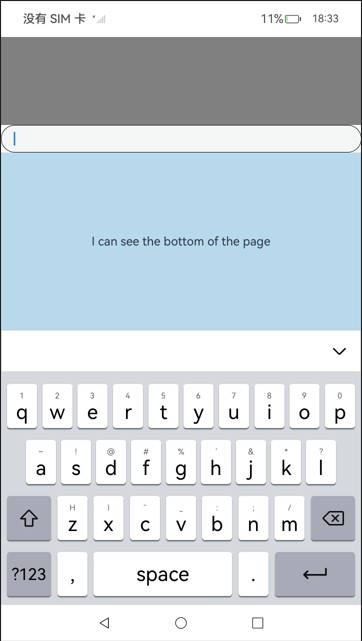 没有 SIM 卡 11% 18:33
I can see the bottom of the page
1 2 3 4 5 6 7 8 9 0
q w e r t y u i o p
~ ! @ # % ' & * ?
a s d f g h j k l
z x c v b n m
?123 , space .